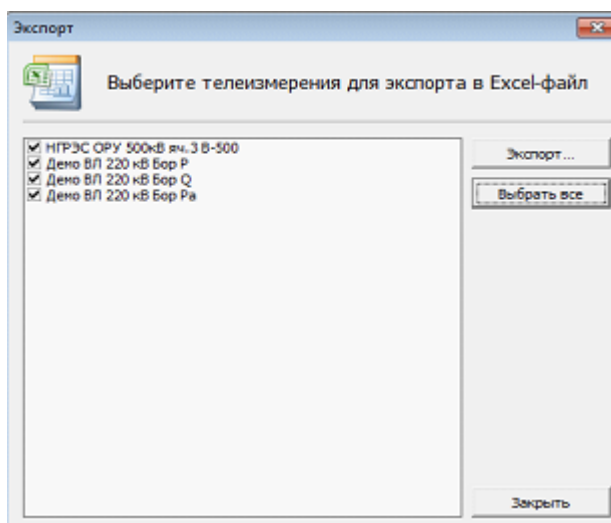 Экспорт
Выберите телеизмерения для экспорта в Excel-файл
НГРЭС ОРУ 500кВ яч.3 В-500
Демо ВЛ 220 кВ Бор Р
Демо ВЛ 220 кВ Бор Q
Демо ВЛ 220 кВ Бор Ра
Экспорт...
Выбрать все
Закрыть